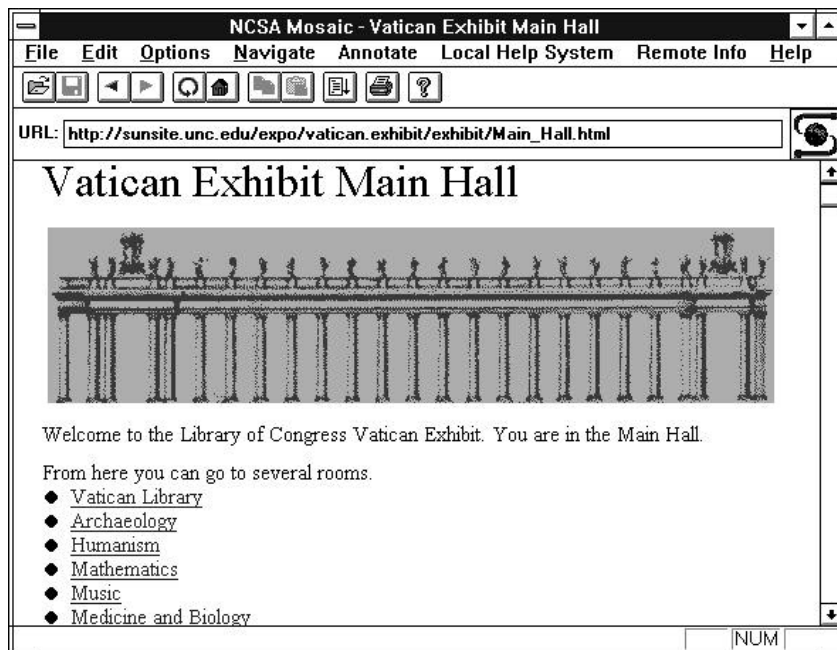 NCSA Mosaic - Vatican Exhibit Main Hall
File Edit Options Navigate Annotate Local Help System Remote Info Help
URL: http://sunsite.unc.edu/expo/vatican.exhibit/exhibit/Main_Hall.html
Vatican Exhibit Main Hall
Welcome to the Library of Congress Vatican Exhibit. You are in the Main Hall.
From here you can go to several rooms.
Vatican Library
Archaeology
Humanism
Mathematics
Music
Medicine and Biology
NUM